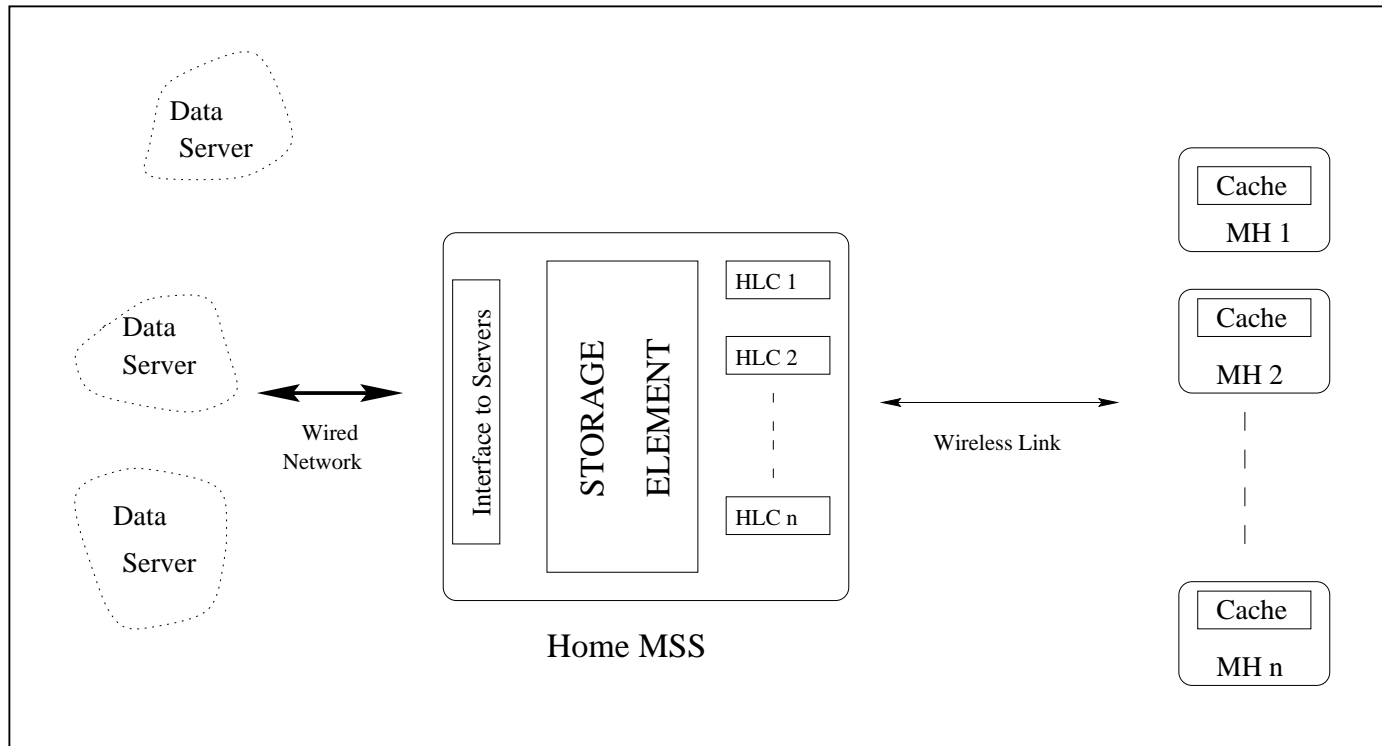 Data
Server
Data
Server
Data
Server
Wired
Network
Interface to Servers
STORAGE
ELEMENT
HLC 1
HLC 2
HLC n
Home MSS
Wireless Link
Cache
MH 1
Cache
MH 2
Cache
MH n